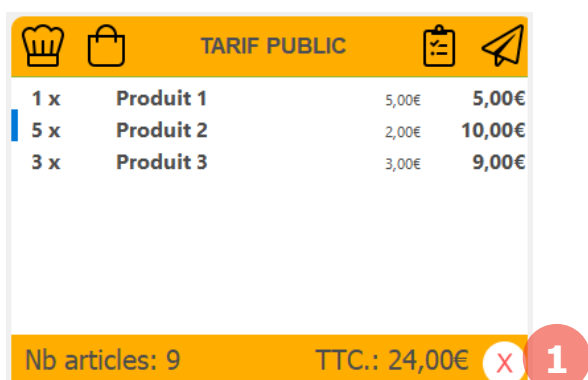 TARIF PUBLIC
1 x Produit 1 5,00€ 5,00€
5 x Produit 2 2,00€ 10,00€
3 x Produit 3 3,00€ 9,00€
Nb articles: 9 TTC.: 24,00€ X 1